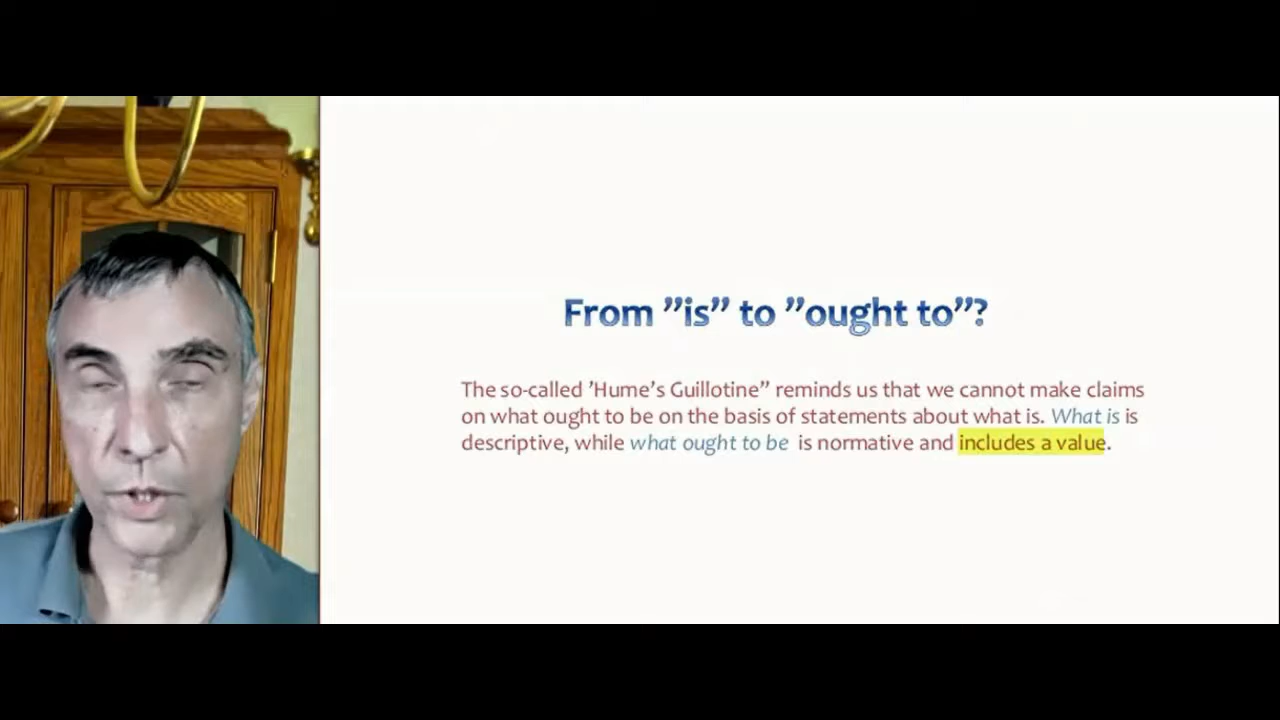 From ”is” to ”ought to”?
The so-called ’Hume’s Guillotine” reminds us that we cannot make claims
on what ought to be on the basis of statements about what is. What is is
descriptive, while what ought to be is normative and includes a value.